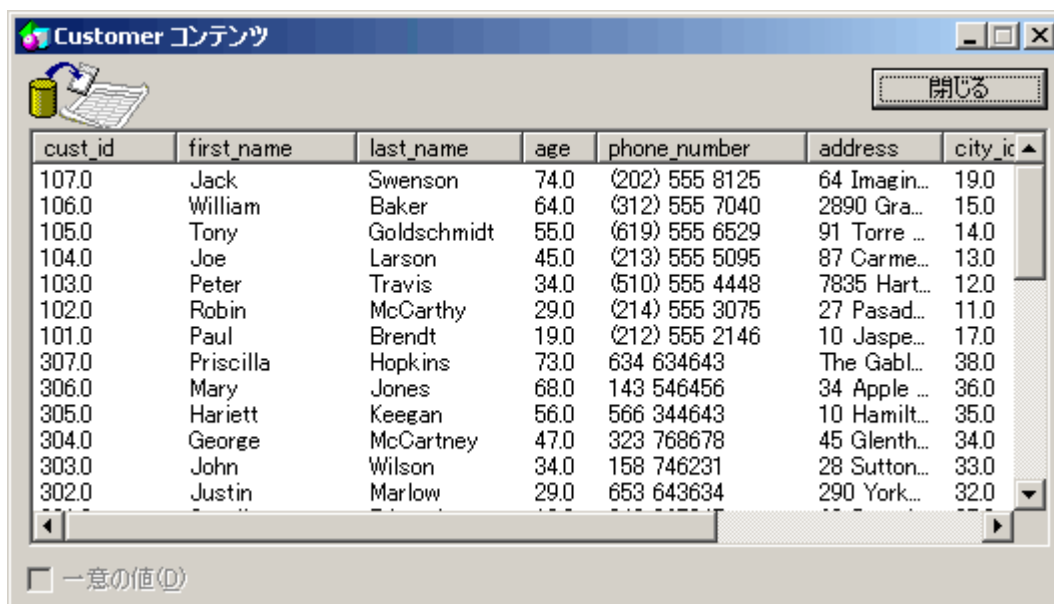 Customer コンテンツ
閉じる
cust_id first_name last_name age phone_number address city_ic
107.0 Jack Swenson 74.0 (202) 555 8125 64 Imagin... 19.0
106.0 William Baker 64.0 (312) 555 7040 2890 Gra... 15.0
105.0 Tony Goldschmidt 55.0 (619) 555 6529 91 Torre ... 14.0
104.0 Joe Larson 45.0 (213) 555 5095 87 Carme... 13.0
103.0 Peter Travis 34.0 (510) 555 4448 7835 Hart... 12.0
102.0 Robin McCarthy 29.0 (214) 555 3075 27 Pasad... 11.0
101.0 Paul Brendt 19.0 (212) 555 2146 10 Jaspe... 17.0
307.0 Priscilla Hopkins 73.0 634 634643 The Gabl... 38.0
306.0 Mary Jones 68.0 143 546456 34 Apple ... 36.0
305.0 Hariett Keegan 56.0 566 344643 10 Hamilt... 35.0
304.0 George McCartney 47.0 323 768678 45 Glenth... 34.0
303.0 John Wilson 34.0 158 746231 28 Sutton... 33.0
302.0 Justin Marlow 29.0 653 643634 290 York... 32.0
一意の値(D)